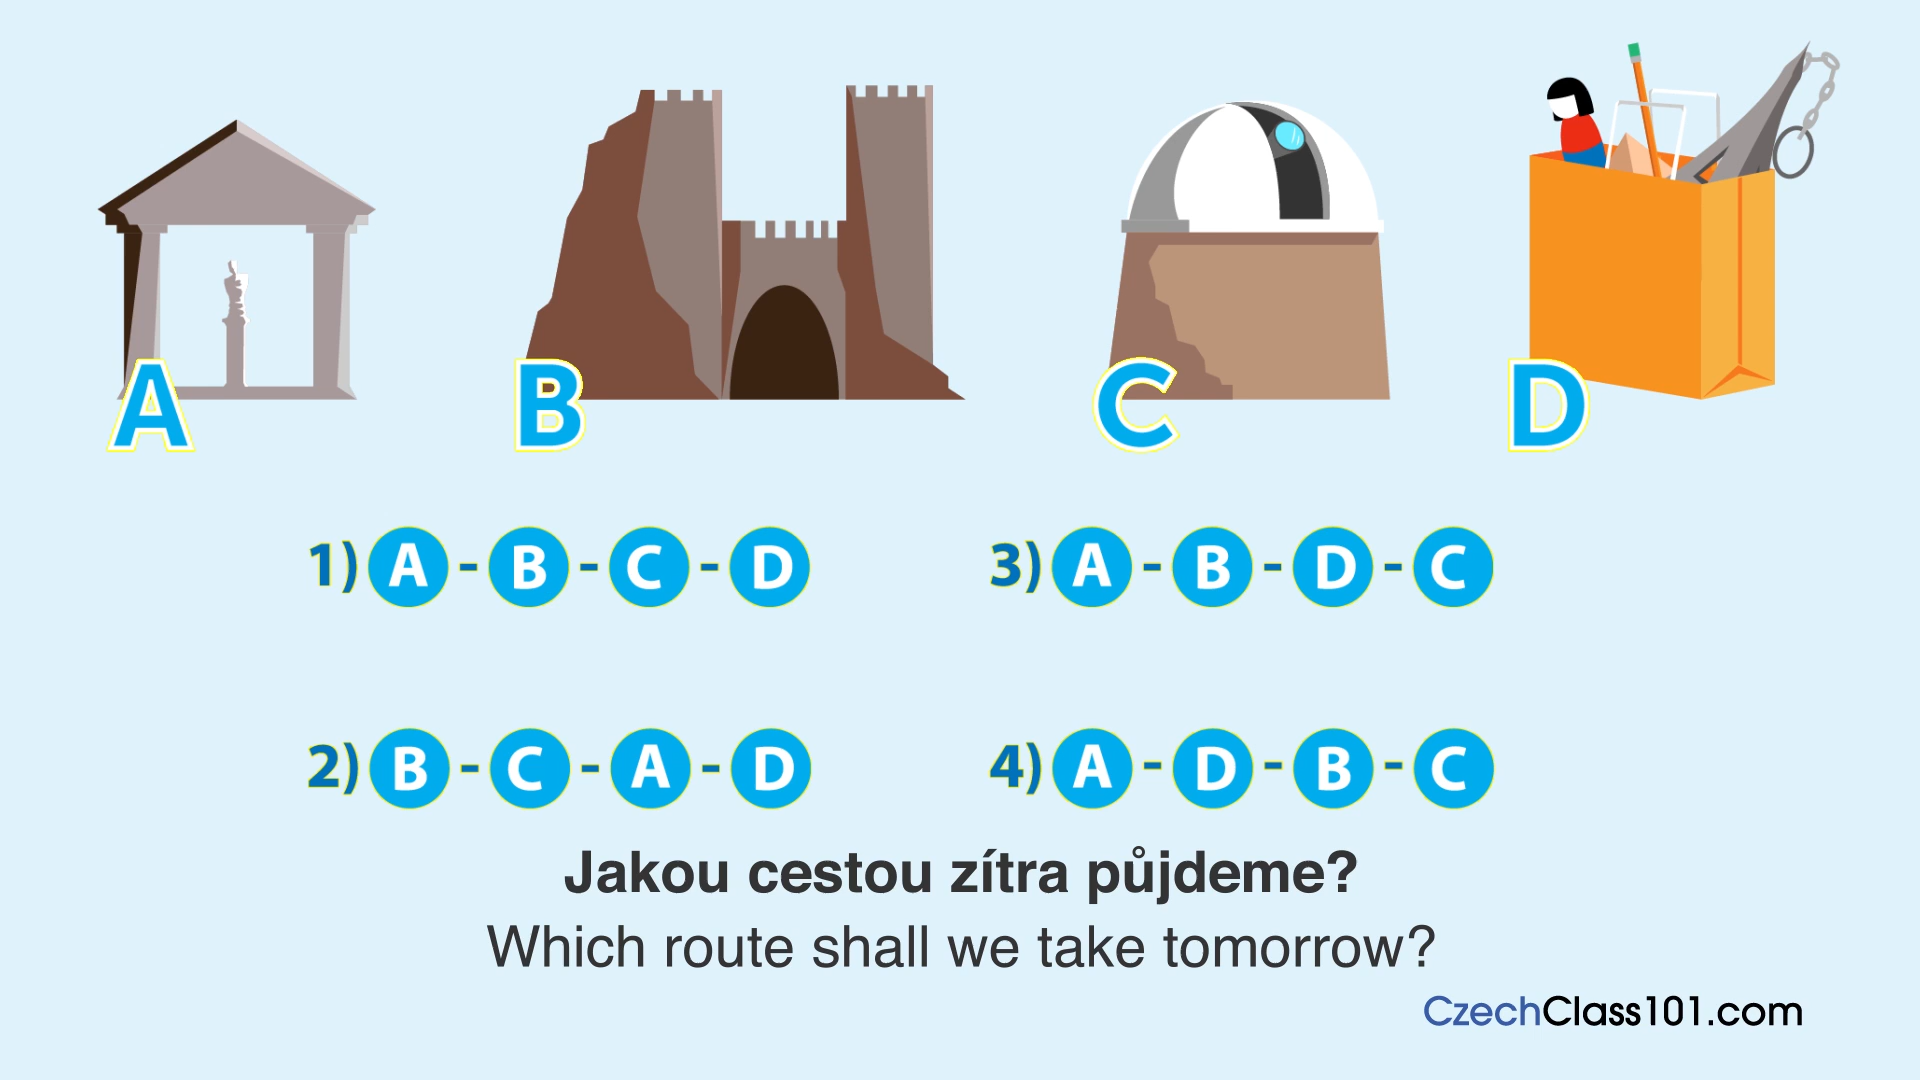 A B C D
1) A - B - C - D
3) A - B - D - C
2) B - C - A - D
4) A - D - B - C
Jakou cestou zítra půjdeme?
Which route shall we take tomorrow?
CzechClass101.com